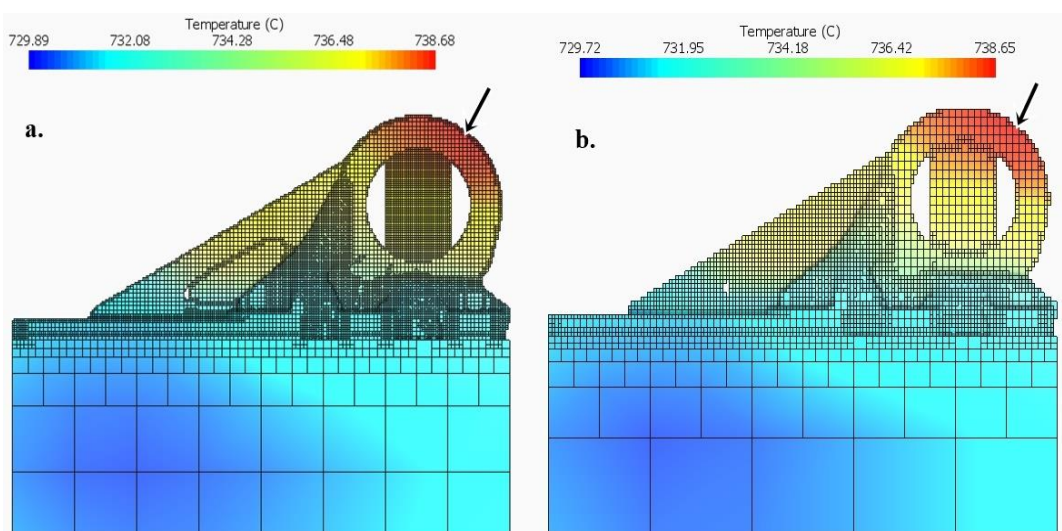 Temperature (C)
729.89 732.08 734.28 736.48 738.68
a.
Temperature (C)
729.72 731.95 734.18 736.42 738.65
b.